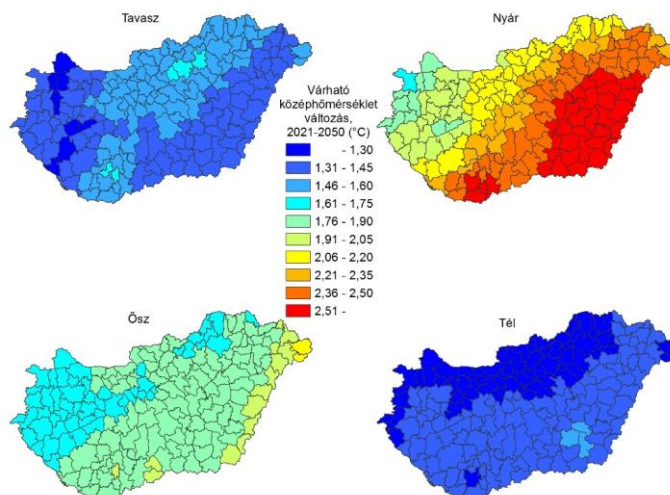 Tavasz
Nyár
Várható
középhőmérséklet
változás,
2021-2050 (°C)
- 1,30
1,31 - 1,45
1,46 - 1,60
1,61 - 1,75
1,76 - 1,90
1,91 - 2,05
2,06 - 2,20
2,21 - 2,35
2,36 - 2,50
2,51 -
Ősz
Tél